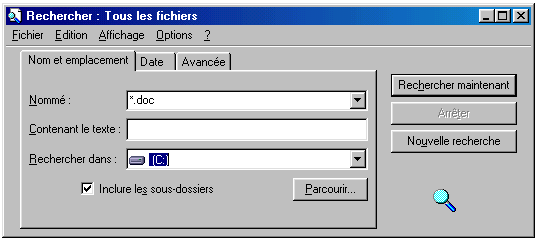 Rechercher : Tous les fichiers
Fichier Edition Affichage Options ?
Nom et emplacement Date Avancée
Nommé : *.doc
Contenant le texte :
Rechercher dans : (C:)
Inclure les sous-dossiers Parcourir...
Rechercher maintenant
Arrêter
Nouvelle recherche